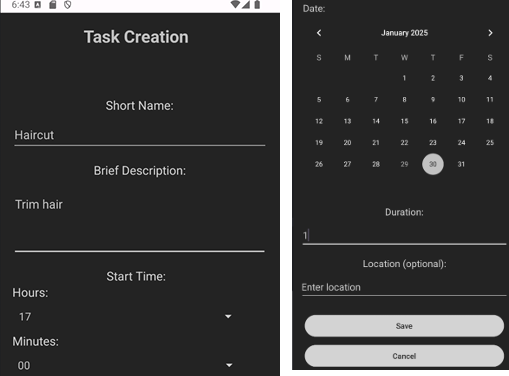 6:43
Task Creation
Short Name:
Haircut
Brief Description:
Trim hair
Start Time:
Hours:
17
Minutes:
00
Date:
January 2025
S M T W T F S
1 2 3 4
5 6 7 8 9 10 11
12 13 14 15 16 17 18
19 20 21 22 23 24 25
26 27 28 29 30 31
Duration:
1
Location (optional):
Enter location
Save
Cancel